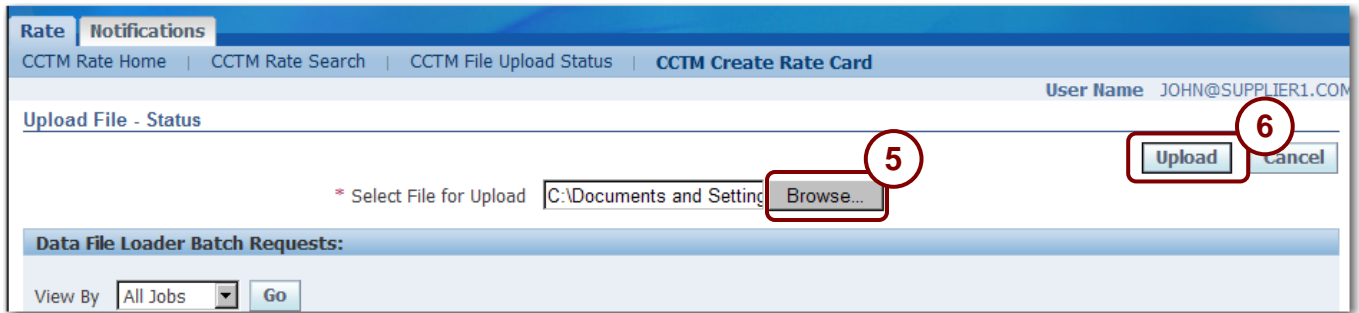 Rate Notifications
CCTM Rate Home | CCTM Rate Search | CCTM File Upload Status | CCTM Create Rate Card
User Name JOHN@SUPPLIER1.COM
Upload File - Status
6
Upload Cancel
5
* Select File for Upload C:\Documents and Setting Browse...
Data File Loader Batch Requests:
View By All Jobs Go